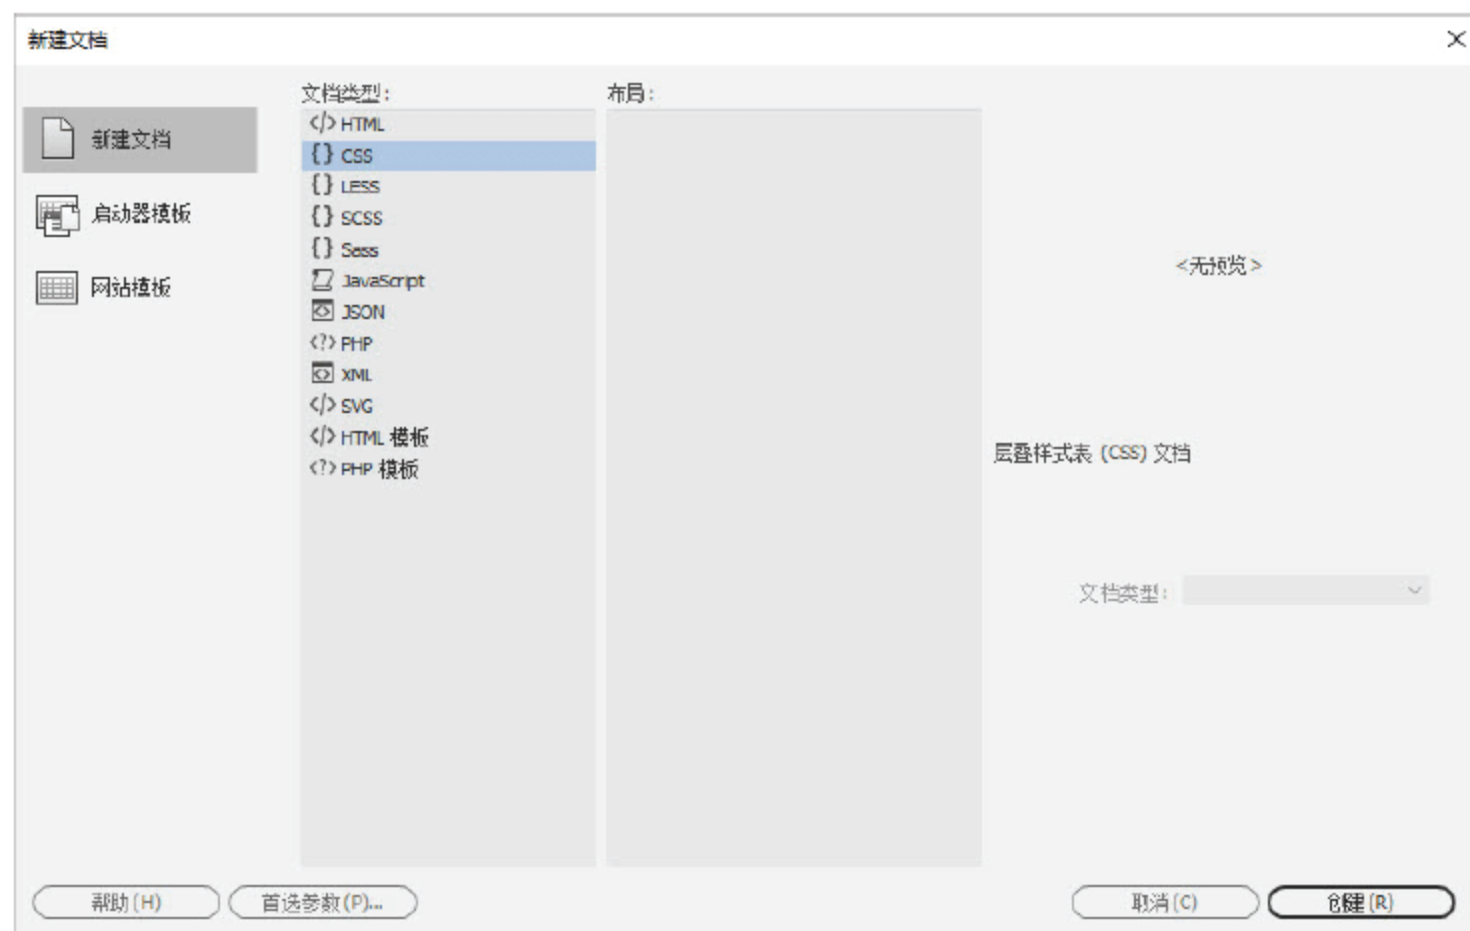 新建文档
新建文档
启动器模板
网站模板
文档类型:
HTML
CSS
LESS
SCSS
Sass
JavaScript
JSON
PHP
XML
SVG
HTML 模板
PHP 模板
布局:
<无预览>
层叠样式表 (CSS) 文档
文档类型:
帮助(H)
首选参数(P)...
取消(C)
创建(R)